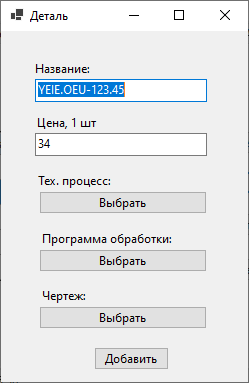 Деталь
Название:
YEIE.OEU-123.45
Цена, 1 шт
34
Тех. процесс:
Выбрать
Программа обработки:
Выбрать
Чертеж:
Выбрать
Добавить